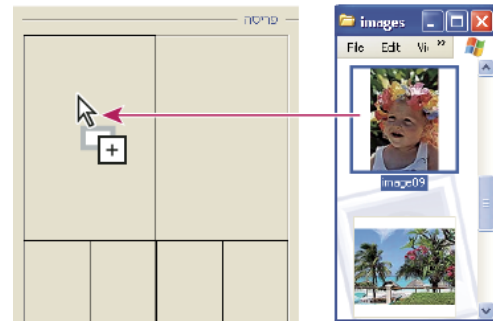 פריסה
images
File Edit Vi »
image09